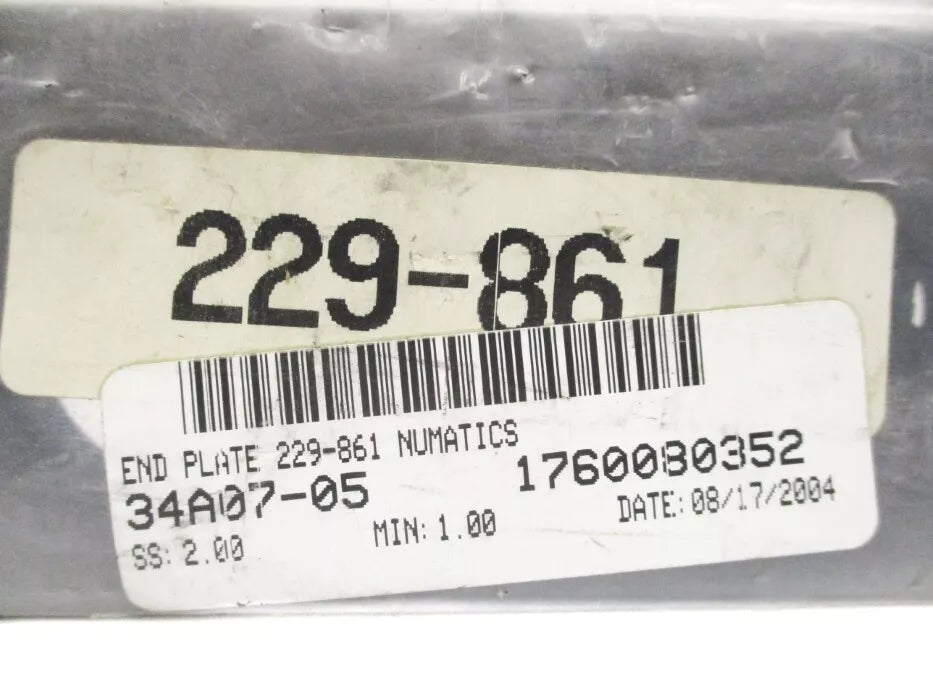 229-861
END PLATE 229-861 NUMATICS
34A07-05 1760080352
SS: 2.00 MIN: 1.00 DATE: 08/17/2004